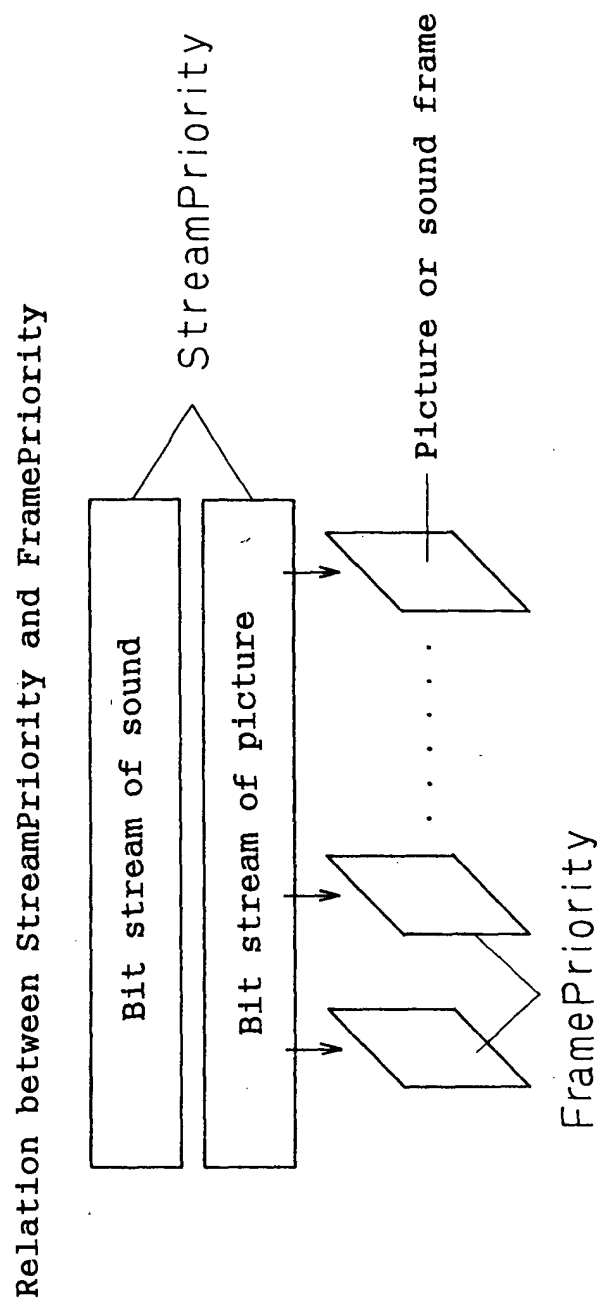 Relation between StreamPriority and FramePriority
Bit stream of sound
StreamPriority
Bit stream of picture
Picture or sound frame
FramePriority